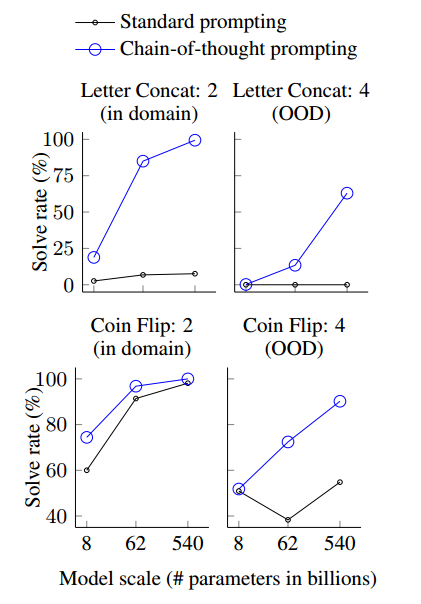 Standard prompting
Chain-of-thought prompting
Letter Concat: 2
(in domain)
Letter Concat: 4
(OOD)
Solve rate (%)
100
75
50
25
0
Coin Flip: 2
(in domain)
Coin Flip: 4
(OOD)
Solve rate (%)
100
80
60
40
8 62 540
8 62 540
Model scale (# parameters in billions)